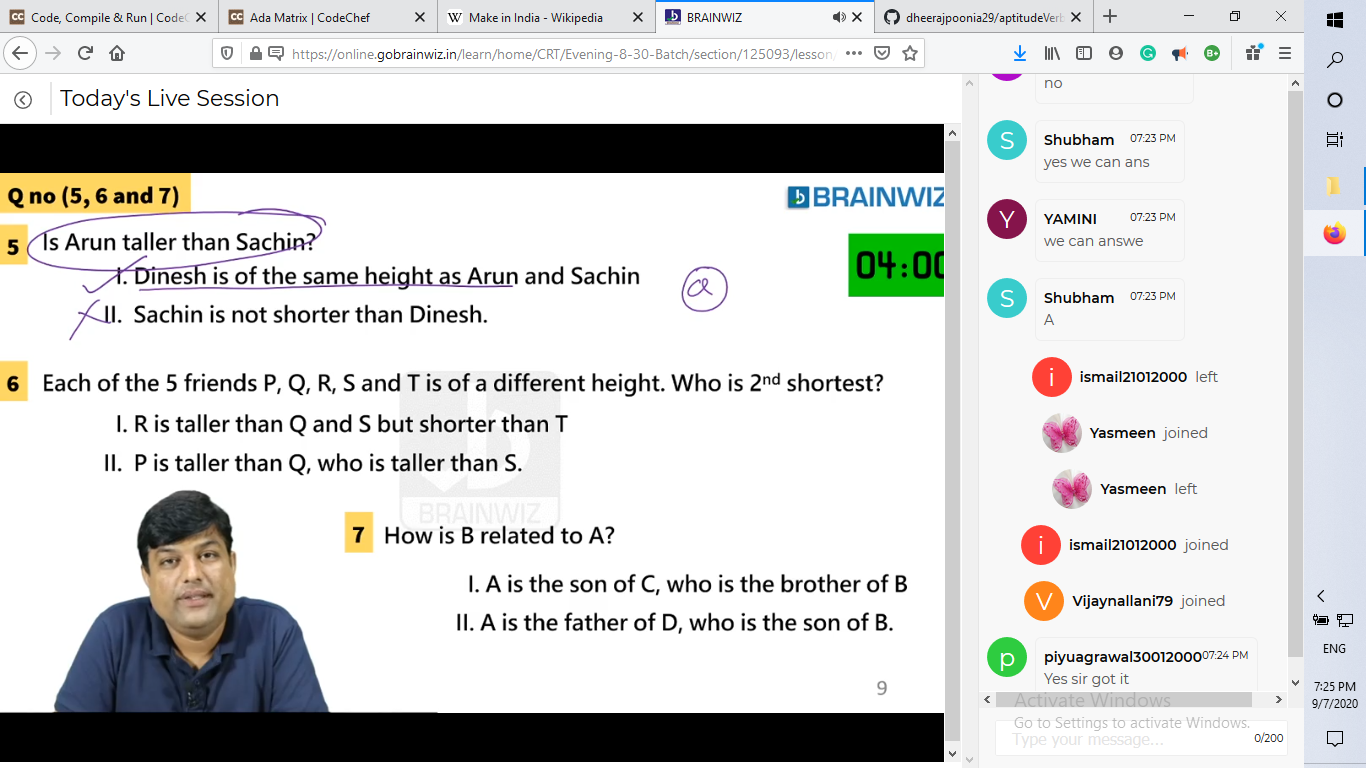 Code, Compile & Run | CodeC
Ada Matrix | CodeChef
Make in India - Wikipedia
BRAINWIZ
dheerajpoonia29/aptitudeVerb
https://online.gobrainwiz.in/learn/home/CRT/Evening-8-30-Batch/section/125093/lesson
Today's Live Session
Q no (5, 6 and 7)
BRAINWIZ
04:00
5 Is Arun taller than Sachin?
I. Dinesh is of the same height as Arun and Sachin
a
II. Sachin is not shorter than Dinesh.
6 Each of the 5 friends P, Q, R, S and T is of a different height. Who is 2nd shortest?
I. R is taller than Q and S but shorter than T
II. P is taller than Q, who is taller than S.
BRAINWIZ
7 How is B related to A?
I. A is the son of C, who is the brother of B
II. A is the father of D, who is the son of B.
9
no
S Shubham 07:23 PM
yes we can ans
Y YAMINI 07:23 PM
we can answe
S Shubham 07:23 PM
A
i ismail21012000 left
Yasmeen joined
Yasmeen left
i ismail21012000 joined
V Vijaynallani79 joined
p piyuagrawal30012000 07:24 PM
Yes sir got it
Activate Windows
Go to Settings to activate Windows.
Type your message...
0/200
ENG
7:25 PM
9/7/2020